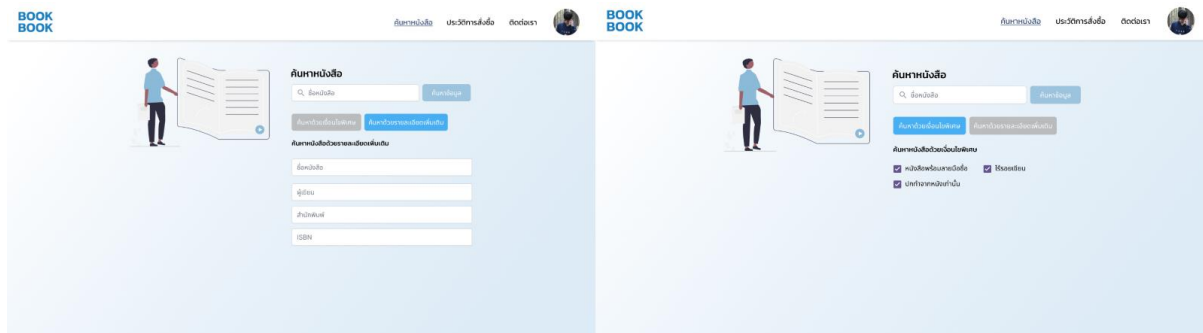 BOOK
BOOK
ค้นหาหนังสือ ประวัติการสั่งซื้อ ติดต่อเรา
ค้นหาหนังสือ
ชื่อหนังสือ ค้นหาข้อมูล
ค้นหาด้วยเงื่อนไขพิเศษ ค้นหาด้วยรายละเอียดเพิ่มเติม
ค้นหาหนังสือด้วยรายละเอียดเพิ่มเติม
ชื่อหนังสือ
ผู้เขียน
สำนักพิมพ์
ISBN
BOOK
BOOK
ค้นหาหนังสือ ประวัติการสั่งซื้อ ติดต่อเรา
ค้นหาหนังสือ
ชื่อหนังสือ ค้นหาข้อมูล
ค้นหาด้วยเงื่อนไขพิเศษ ค้นหาด้วยรายละเอียดเพิ่มเติม
ค้นหาหนังสือด้วยเงื่อนไขพิเศษ
หนังสือพร้อมลายมือชื่อ ไร้รอยเขียน
ปกทำจากหนังเท่านั้น